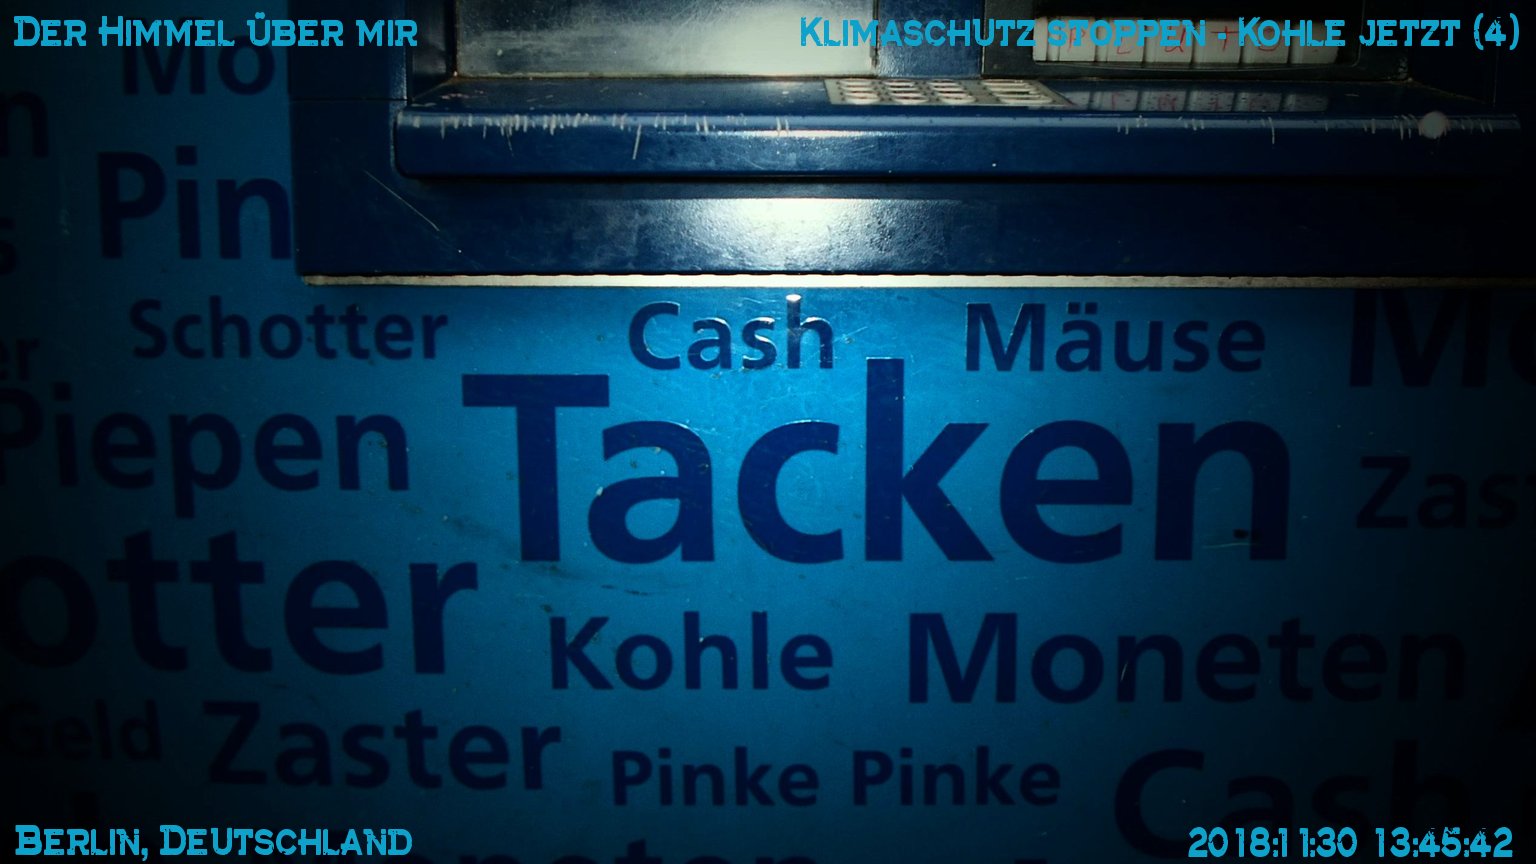 Der Himmel über mir
Klimaschutz stoppen - Kohle jetzt (4)
Mo
Pin
Schotter Cash Mäuse
Piepen Tacken Zas
otter Kohle Moneten
Geld Zaster Pinke Pinke Cash
Berlin, Deutschland
2018:11:30 13:45:42